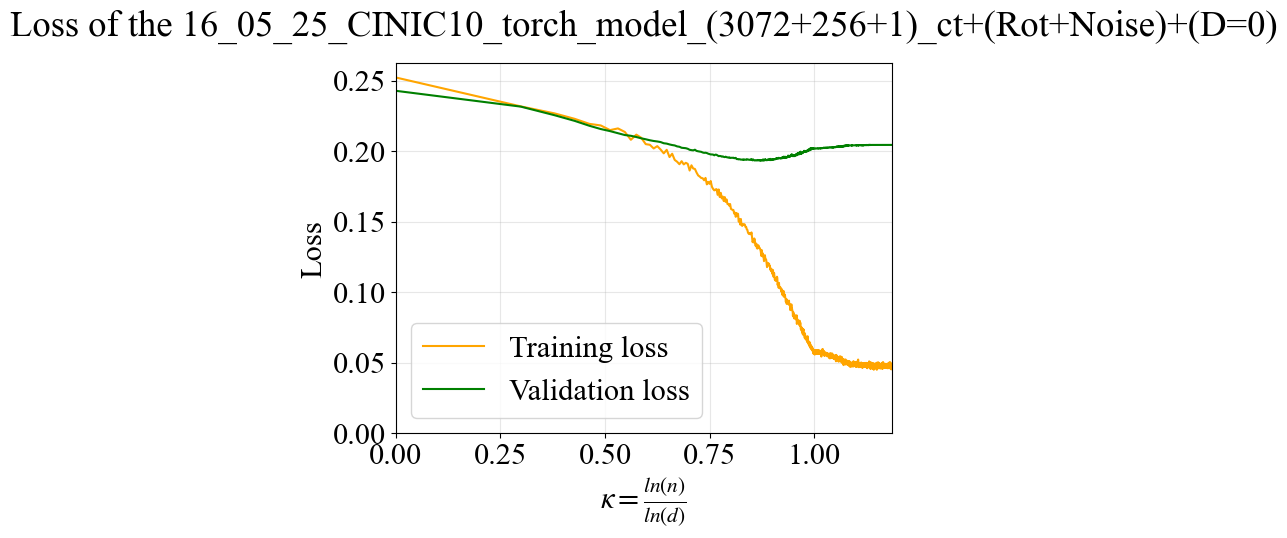 Loss of the 16_05_25_CINIC10_torch_model_(3072+256+1)_ct+(Rot+Noise)+(D=0)
0.25
0.20
0.15
0.10
0.05
0.00
Loss
Training loss
Validation loss
0.00 0.25 0.50 0.75 1.00
κ = ln(n) / ln(d)